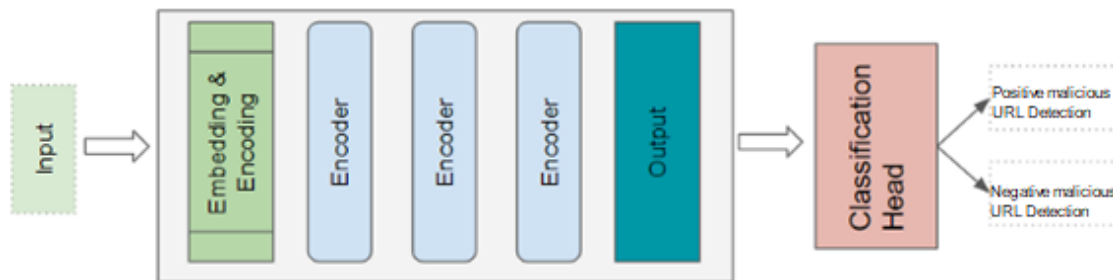 Input
Embedding &
Encoding
Encoder
Encoder
Encoder
Output
Classification
Head
Positive malicious
URL Detection
Negative malicious
URL Detection